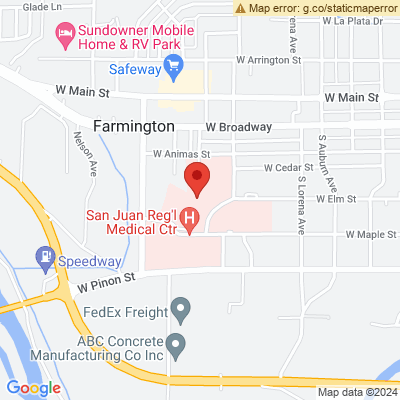 Map error: g.co/staticmaperror
Glade Ln
W La Plata Dr
Sundowner Mobile
Home & RV Park
Ave
W Arrington St
Safeway
W Main St
W Main St
Farmington
W Broadway
Nelson Ave
W Animas St
S Auburn Ave
W Cedar St
S Lorena Ave
W Elm St
San Juan Reg'l
Medical Ctr
H
W Maple St
Speedway
W Pinon St
FedEx Freight
ABC Concrete
Manufacturing Co Inc
Google
Map data ©2024